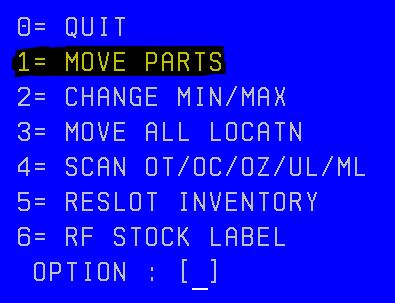 0= QUIT
1= MOVE PARTS
2= CHANGE MIN/MAX
3= MOVE ALL LOCATN
4= SCAN OT/OC/OZ/UL/ML
5= RESLOT INVENTORY
6= RF STOCK LABEL
OPTION : [_]